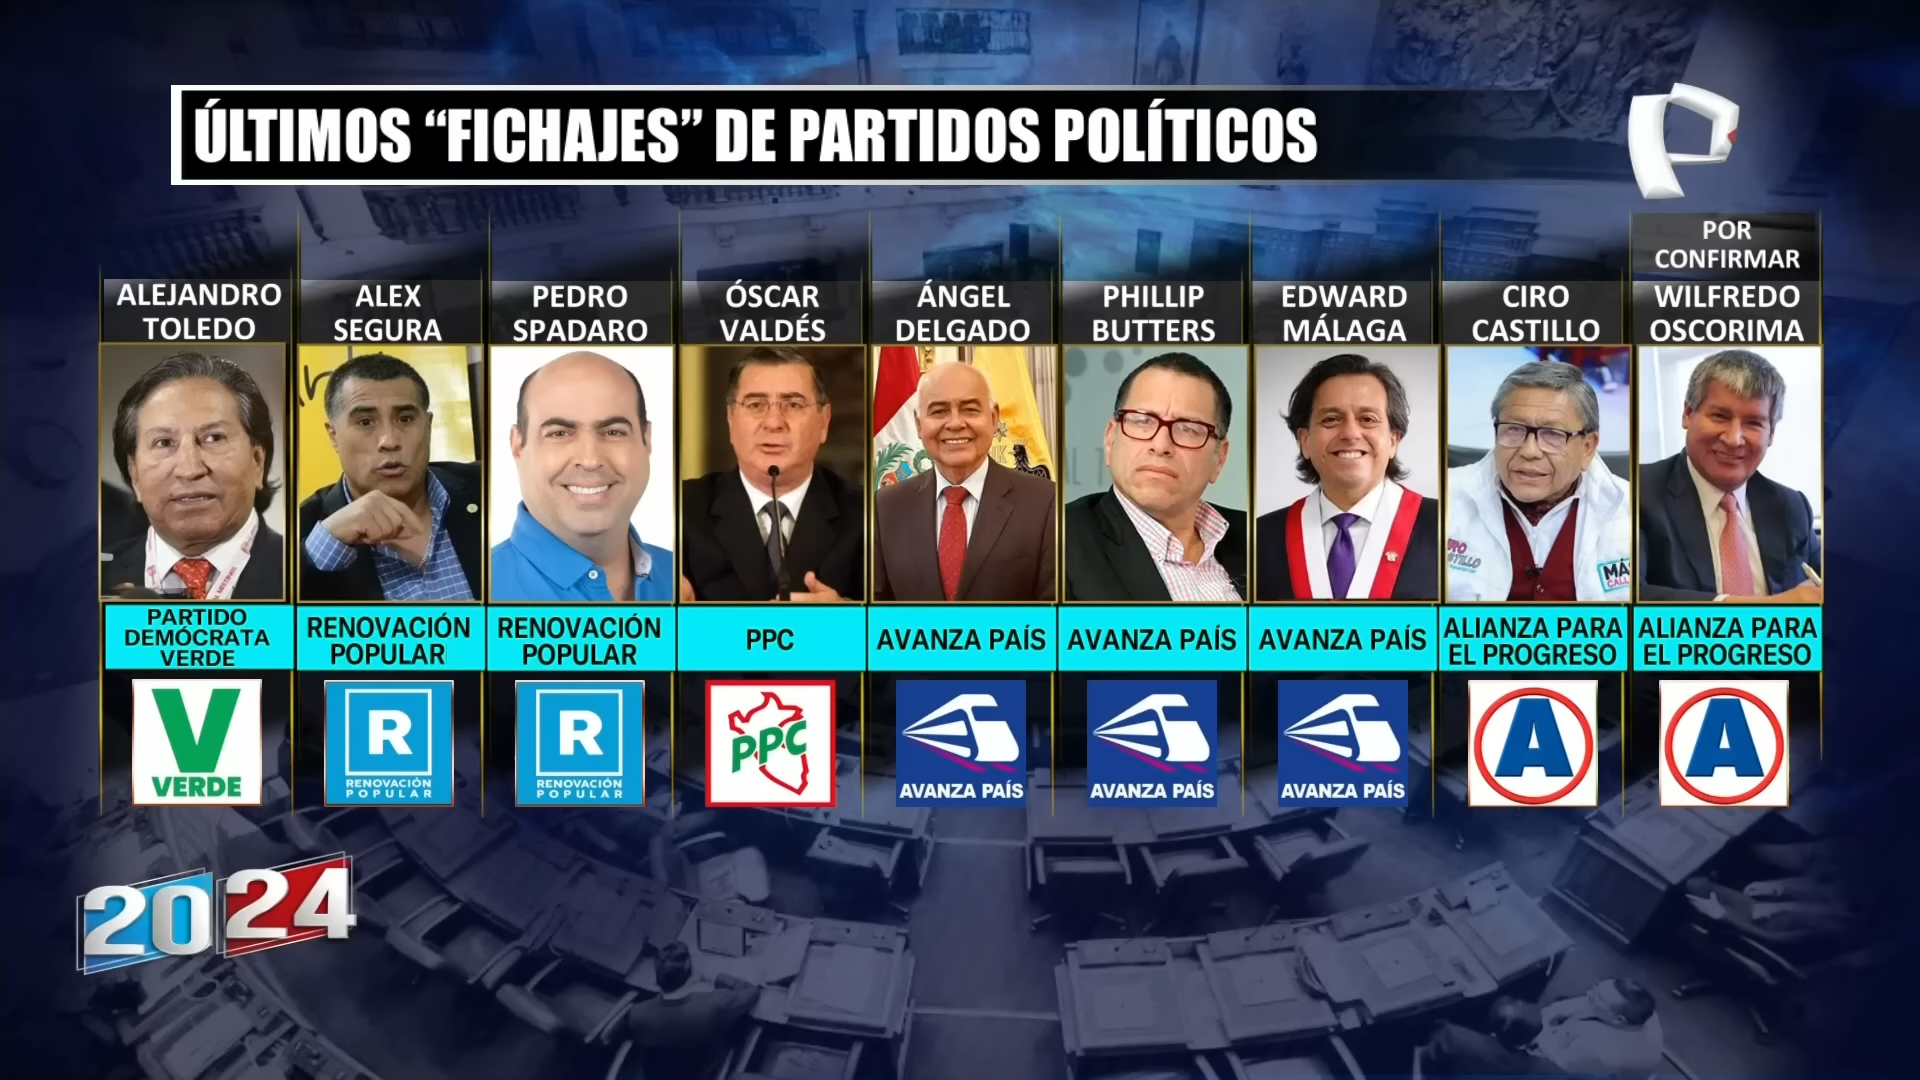 ÚLTIMOS “FICHAJES” DE PARTIDOS POLÍTICOS
ALEJANDRO
TOLEDO
PARTIDO
DEMÓCRATA
VERDE
V
VERDE
ALEX
SEGURA
RENOVACIÓN
POPULAR
R
RENOVACIÓN
POPULAR
PEDRO
SPADARO
RENOVACIÓN
POPULAR
R
RENOVACIÓN
POPULAR
ÓSCAR
VALDÉS
PPC
PPC
ÁNGEL
DELGADO
AVANZA PAÍS
AVANZA PAÍS
PHILLIP
BUTTERS
AVANZA PAÍS
AVANZA PAÍS
EDWARD
MÁLAGA
AVANZA PAÍS
AVANZA PAÍS
CIRO
CASTILLO
ALIANZA PARA
EL PROGRESO
A
POR
CONFIRMAR
WILFREDO
OSCORIMA
ALIANZA PARA
EL PROGRESO
A
2024